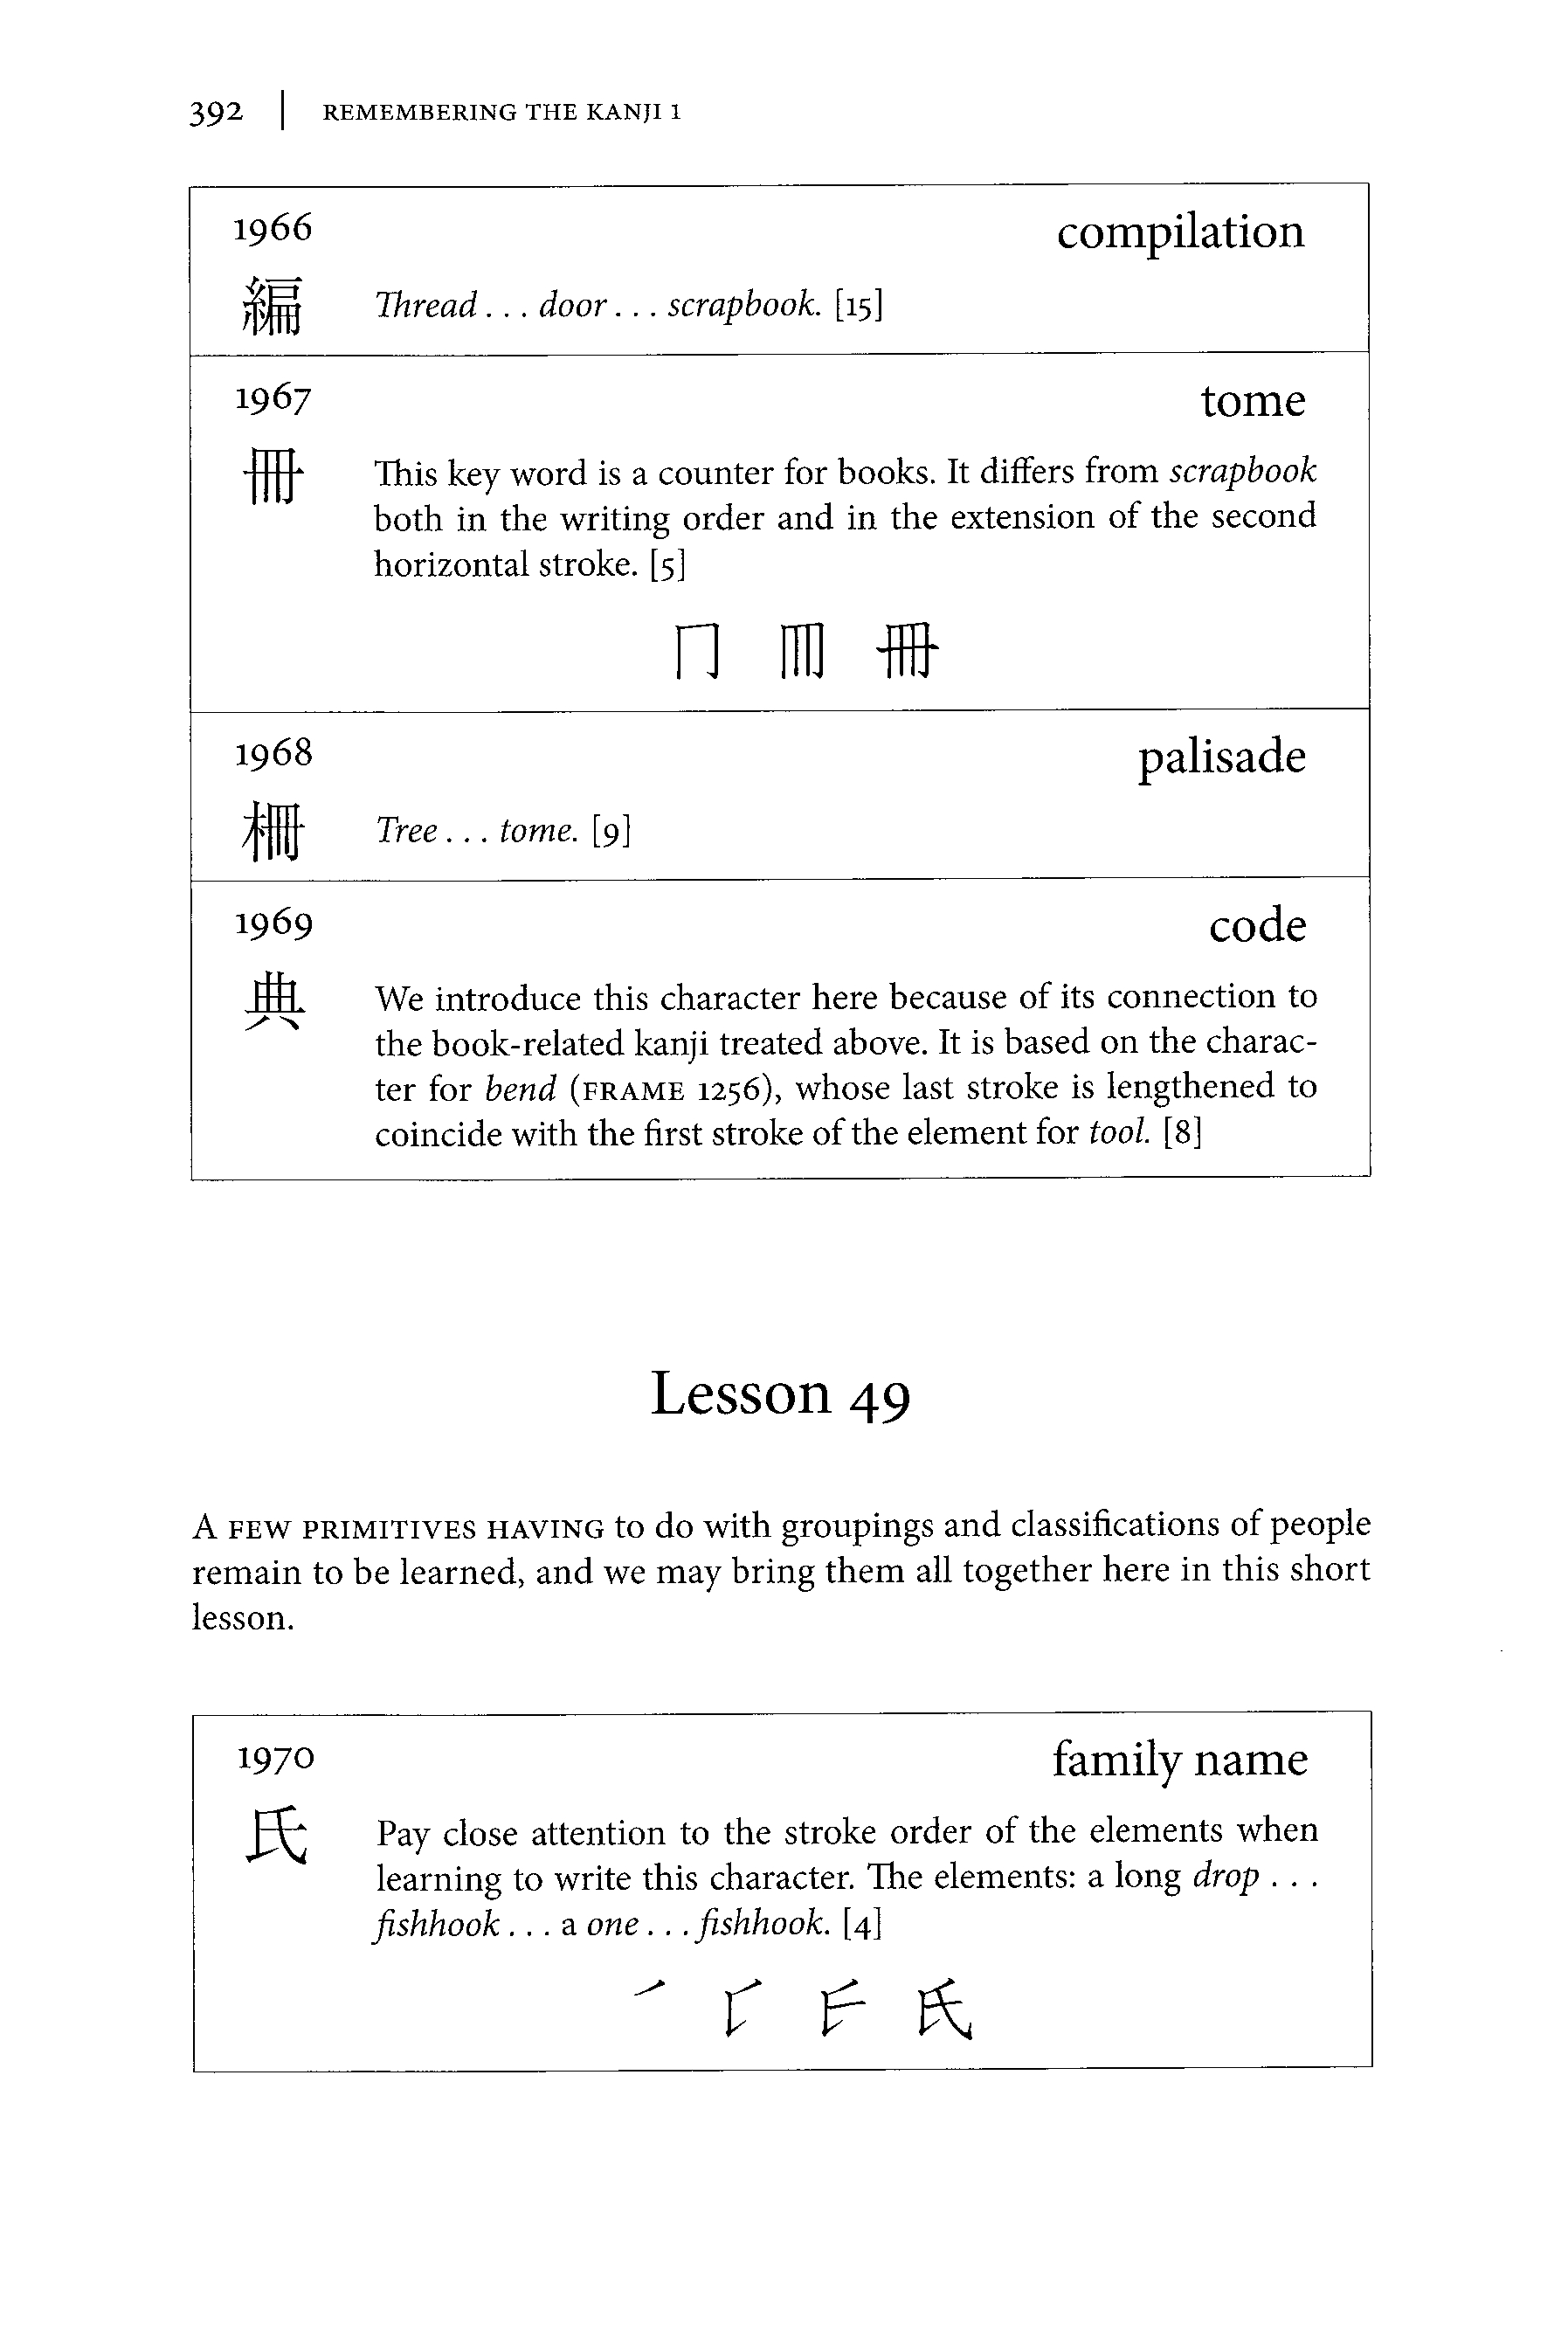 392 | REMEMBERING THE KANJI 1
1966 compilation
編 Thread . . . door . . . scrapbook. [15]
1967 tome
冊 This key word is a counter for books. It differs from scrapbook
both in the writing order and in the extension of the second
horizontal stroke. [5]
冂 𠕁 冊
1968 palisade
柵 Tree . . . tome. [9]
1969 code
典 We introduce this character here because of its connection to
the book-related kanji treated above. It is based on the charac-
ter for bend (FRAME 1256), whose last stroke is lengthened to
coincide with the first stroke of the element for tool. [8]
Lesson 49
A FEW PRIMITIVES HAVING to do with groupings and classifications of people
remain to be learned, and we may bring them all together here in this short
lesson.
1970 family name
氏 Pay close attention to the stroke order of the elements when
learning to write this character. The elements: a long drop . . .
fishhook . . . a one . . . fishhook. [4]
氏